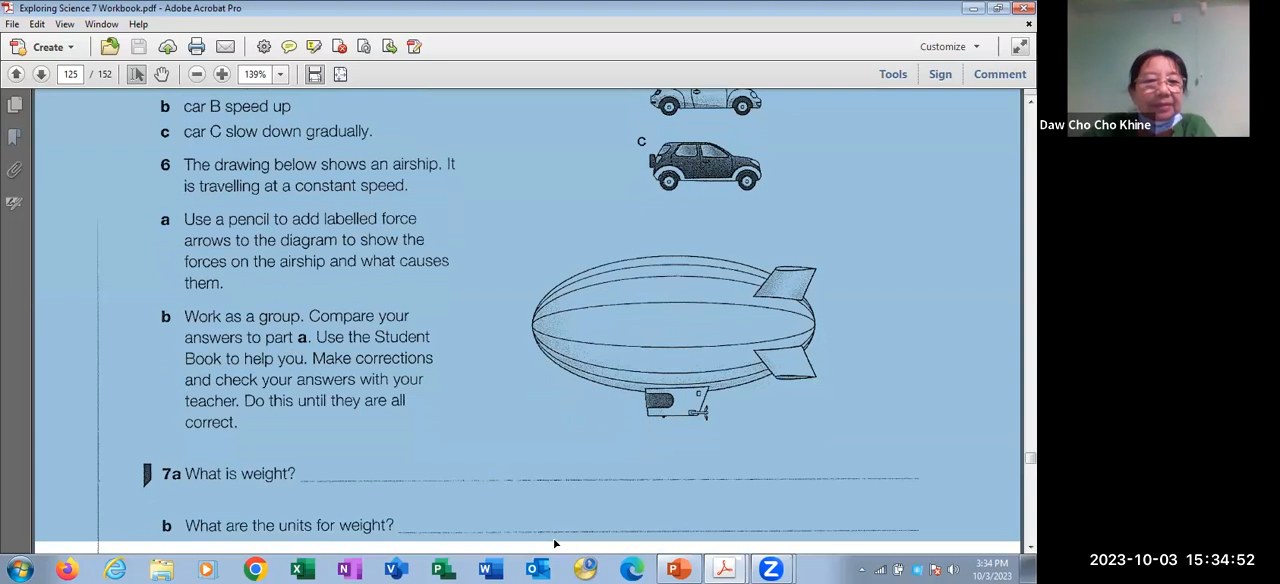 Exploring Science 7 Workbook.pdf - Adobe Acrobat Pro
File Edit View Window Help
Create
Customize
125 / 152
139%
Tools Sign Comment
b car B speed up
c car C slow down gradually.
C
6 The drawing below shows an airship. It
is travelling at a constant speed.
a Use a pencil to add labelled force
arrows to the diagram to show the
forces on the airship and what causes
them.
b Work as a group. Compare your
answers to part a. Use the Student
Book to help you. Make corrections
and check your answers with your
teacher. Do this until they are all
correct.
7a What is weight?
b What are the units for weight?
Daw Cho Cho Khine
3:34 PM
10/3/2023
2023-10-03 15:34:52